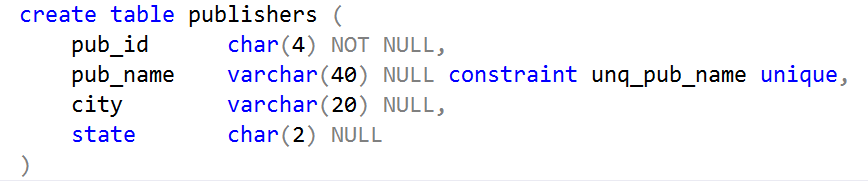 create table publishers (
    pub_id      char(4) NOT NULL,
    pub_name    varchar(40) NULL constraint unq_pub_name unique,
    city        varchar(20) NULL,
    state       char(2) NULL
)